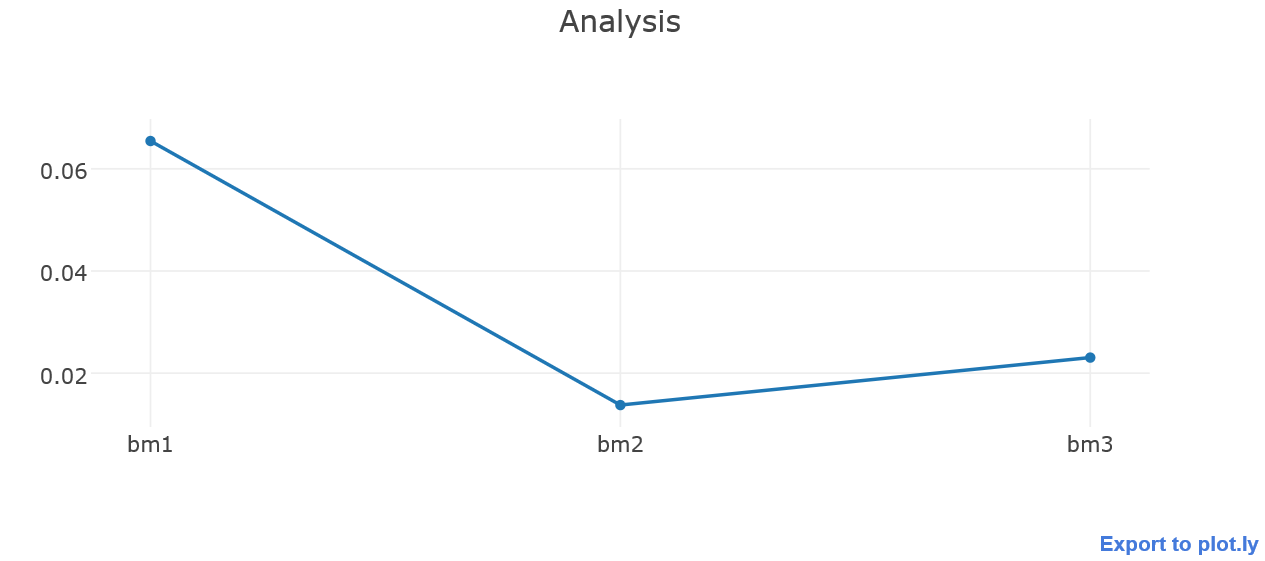 Analysis
0.06
0.04
0.02
bm1 bm2 bm3
Export to plot.ly